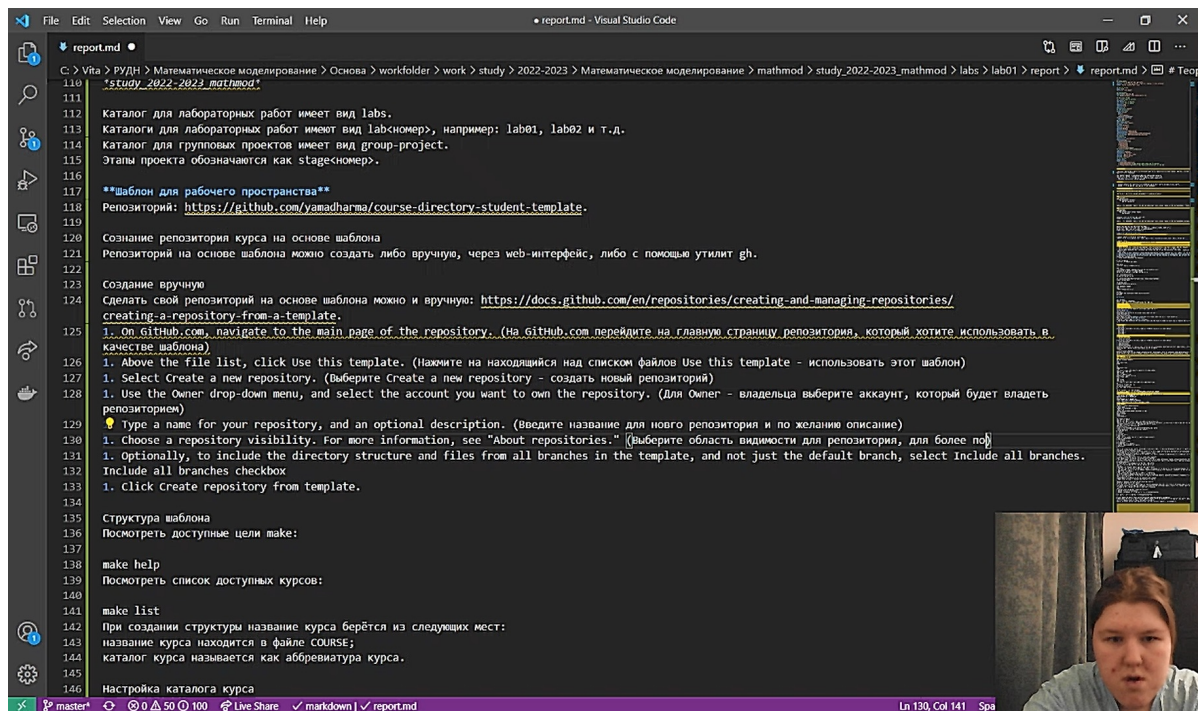 File Edit Selection View Go Run Terminal Help
● report.md - Visual Studio Code
report.md ●
C: > Vita > РУДН > Математическое моделирование > Основа > workfolder > work > study > 2022-2023 > Математическое моделирование > mathmod > study_2022-2023_mathmod > labs > lab01 > report > report.md > # Teop
110 *study_2022-2023_mathmod*
111
112 Каталог для лабораторных работ имеет вид labs.
113 Каталоги для лабораторных работ имеют вид lab<номер>, например: lab01, lab02 и т.д.
114 Каталог для групповых проектов имеет вид group-project.
115 Этапы проекта обозначаются как stage<номер>.
116
117 **Шаблон для рабочего пространства**
118 Репозиторий: https://github.com/yamadharma/course-directory-student-template.
119
120 Сознание репозитория курса на основе шаблона
121 Репозиторий на основе шаблона можно создать либо вручную, через web-интерфейс, либо с помощью утилит gh.
122
123 Создание вручную
124 Сделать свой репозиторий на основе шаблона можно и вручную: https://docs.github.com/en/repositories/creating-and-managing-repositories/
creating-a-repository-from-a-template.
125 1. On GitHub.com, navigate to the main page of the repository. (На GitHub.com перейдите на главную страницу репозитория, который хотите использовать в
качестве шаблона)
126 1. Above the file list, click Use this template. (Нажмите на находящийся над списком файлов Use this template - использовать этот шаблон)
127 1. Select Create a new repository. (Выберите Create a new repository - создать новый репозиторий)
128 1. Use the Owner drop-down menu, and select the account you want to own the repository. (Для Owner - владельца выберите аккаунт, который будет владеть
репозиторием)
129 Type a name for your repository, and an optional description. (Введите название для новго репозитория и по желанию описание)
130 1. Choose a repository visibility. For more information, see "About repositories." (Выберите область видимости для репозитория, для более по)
131 1. Optionally, to include the directory structure and files from all branches in the template, and not just the default branch, select Include all branches.
132 Include all branches checkbox
133 1. Click Create repository from template.
134
135 Структура шаблона
136 Посмотреть доступные цели make:
137
138 make help
139 Посмотреть список доступных курсов:
140
141 make list
142 При создании структуры название курса берётся из следующих мест:
143 название курса находится в файле COURSE;
144 каталог курса называется как аббревиатура курса.
145
146 Настройка каталога курса
master* 0 50 100 Live Share markdown | report.md Ln 130, Col 141 Spa